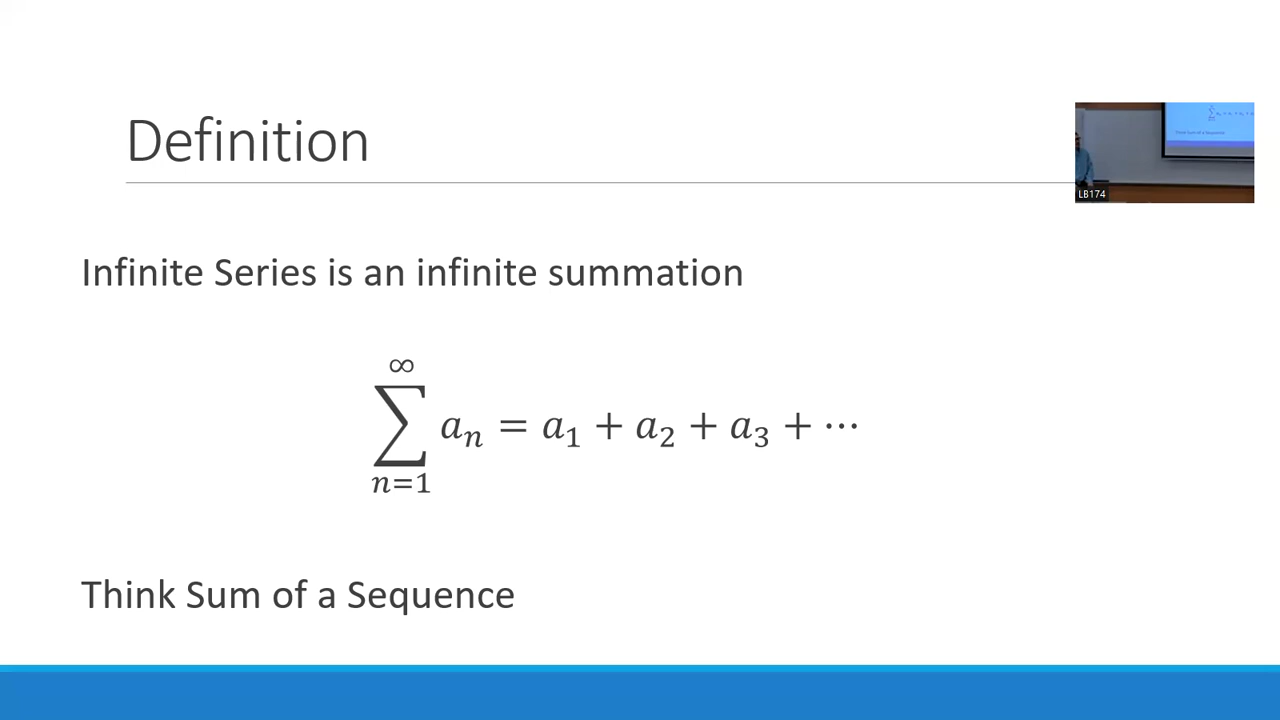 Definition
LB174
Infinite Series is an infinite summation
∞
∑ aₙ = a₁ + a₂ + a₃ + ⋯
n=1
Think Sum of a Sequence